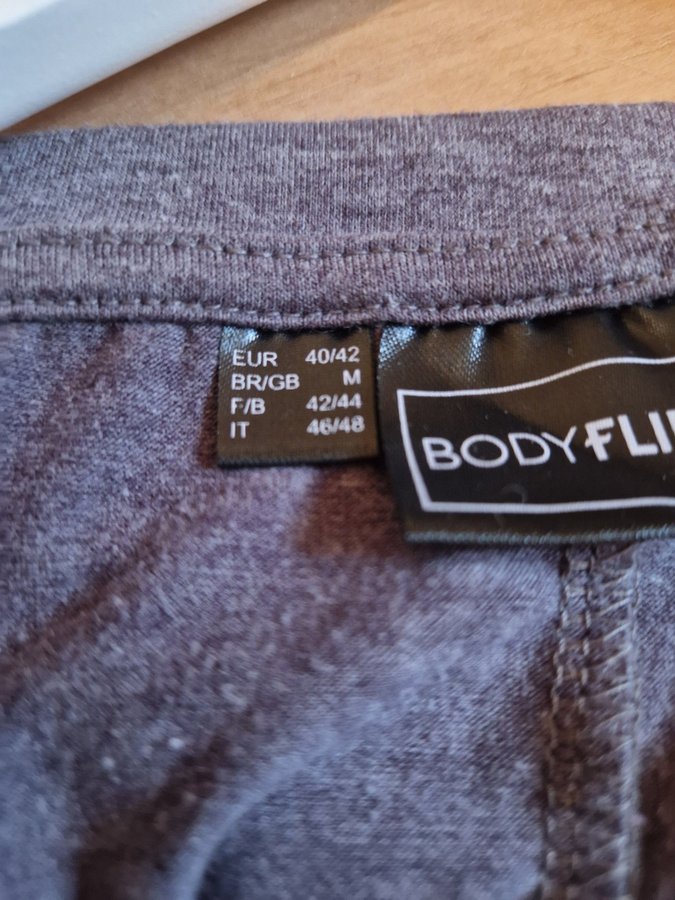 EUR 40/42
BR/GB M
F/B 42/44
IT 46/48
BODYFLI